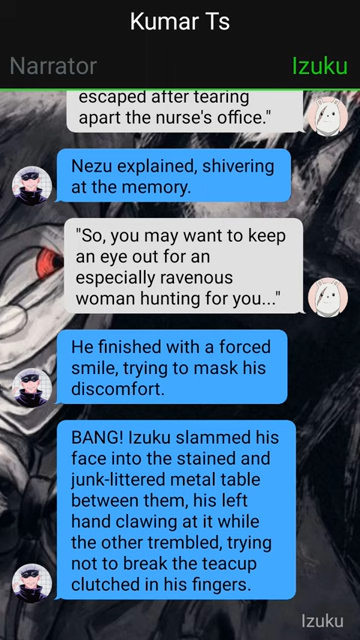 Kumar Ts
Narrator
Izuku
escaped after tearing
apart the nurse's office."
Nezu explained, shivering
at the memory.
"So, you may want to keep
an eye out for an
especially ravenous
woman hunting for you..."
He finished with a forced
smile, trying to mask his
discomfort.
BANG! Izuku slammed his
face into the stained and
junk-littered metal table
between them, his left
hand clawing at it while
the other trembled, trying
not to break the teacup
clutched in his fingers.
Izuku